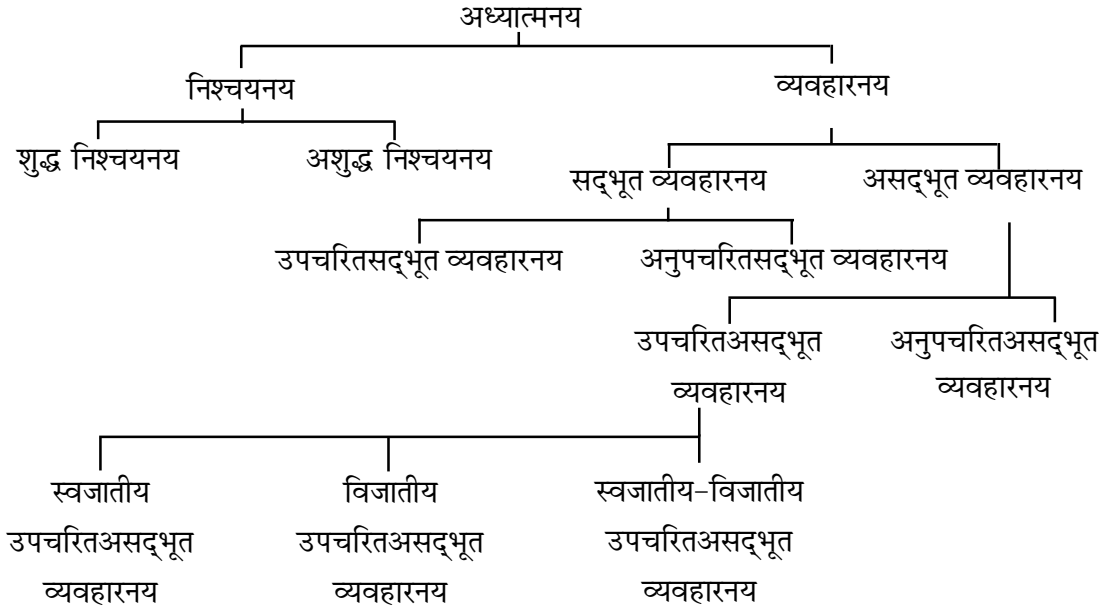 अध्यात्मनय
निश्चयनय व्यवहारनय
शुद्ध निश्चयनय अशुद्ध निश्चयनय
सद्‌भूत व्यवहारनय असद्‌भूत व्यवहारनय
उपचरितसद्‌भूत व्यवहारनय अनुपचरितसद्‌भूत व्यवहारनय
उपचरितअसद्‌भूत अनुपचरितअसद्‌भूत
व्यवहारनय व्यवहारनय
स्वजातीय विजातीय स्वजातीय-विजातीय
उपचरितअसद्‌भूत उपचरितअसद्‌भूत उपचरितअसद्‌भूत
व्यवहारनय व्यवहारनय व्यवहारनय